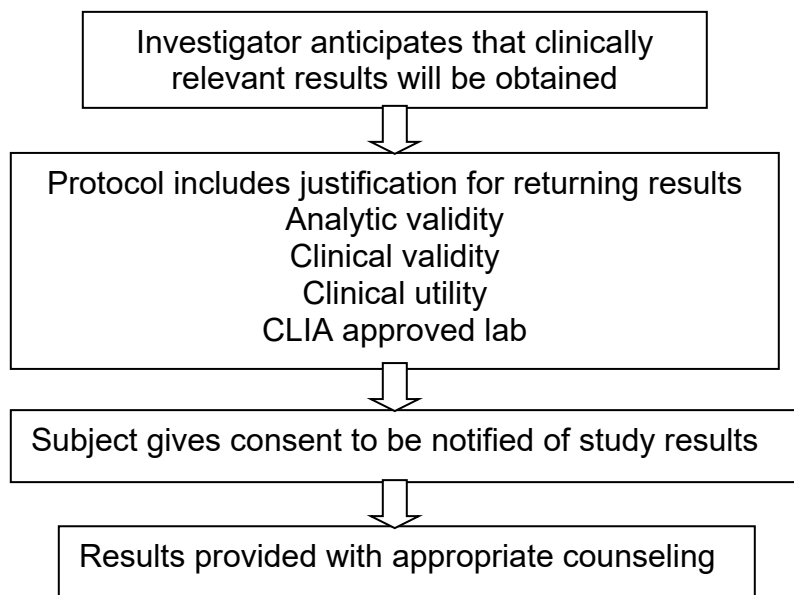 Investigator anticipates that clinically
relevant results will be obtained
Protocol includes justification for returning results
Analytic validity
Clinical validity
Clinical utility
CLIA approved lab
Subject gives consent to be notified of study results
Results provided with appropriate counseling